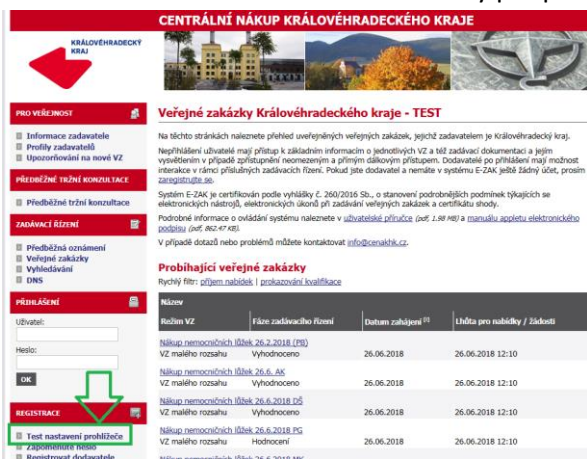 CENTRÁLNÍ NÁKUP KRÁLOVÉHRADECKÉHO KRAJE
KRÁLOVÉHRADECKÝ
KRAJ
PRO VEŘEJNOST
Informace zadavatele
Profily zadavatelů
Upozorňování na nové VZ
PŘEDBĚŽNÉ TRŽNÍ KONZULTACE
Předběžné tržní konzultace
ZADÁVACÍ ŘÍZENÍ
Předběžná oznámení
Veřejné zakázky
Vyhledávání
DNS
PŘIHLÁŠENÍ
Uživatel:
Heslo:
OK
REGISTRACE
Test nastavení prohlížeče
Zapomenuté heslo
Registrovat dodavatele
Veřejné zakázky Královéhradeckého kraje - TEST
Na těchto stránkách naleznete přehled uveřejněných veřejných zakázek, jejichž zadavatelem je Královéhradecký kraj.
Nepřihlášení uživatelé mají přístup k základním informacím o jednotlivých VZ a též zadávací dokumentaci a jejím
vysvětlením v případě zpřístupnění neomezeným a přímým dálkovým přístupem. Dodavatelé po přihlášení mají možnost
interakce v rámci příslušných zadávacích řízení. Pokud jste dodavatel a nemáte v systému E-ZAK ještě žádný účet, prosím
zaregistrujte se.
Systém E-ZAK je certifikován podle vyhlášky č. 260/2016 Sb., o stanovení podrobnějších podmínek týkajících se
elektronických nástrojů, elektronických úkonů při zadávání veřejných zakázek a certifikátu shody.
Podrobné informace o ovládání systému naleznete v uživatelské příručce (pdf, 1.98 MB) a manuálu appletu elektronického
podpisu (pdf, 862.47 KB).
V případě dotazů nebo problémů můžete kontaktovat info@cenakhk.cz.
Probíhající veřejné zakázky
Rychlý filtr: příjem nabídek | prokazování kvalifikace
Název
Režim VZ Fáze zadávacího řízení Datum zahájení [1] Lhůta pro nabídky / žádosti
Nákup nemocničních lůžek 26.2.2018 (PB)
VZ malého rozsahu Vyhodnoceno 26.06.2018 26.06.2018 12:10
Nákup nemocničních lůžek 26.6. AK
VZ malého rozsahu Vyhodnoceno 26.06.2018 26.06.2018 12:10
Nákup nemocničních lůžek 26.6.2018 DŠ
VZ malého rozsahu Vyhodnoceno 26.06.2018 26.06.2018 12:10
Nákup nemocničních lůžek 26.6.2018 PG
VZ malého rozsahu Hodnocení 26.06.2018 26.06.2018 12:10